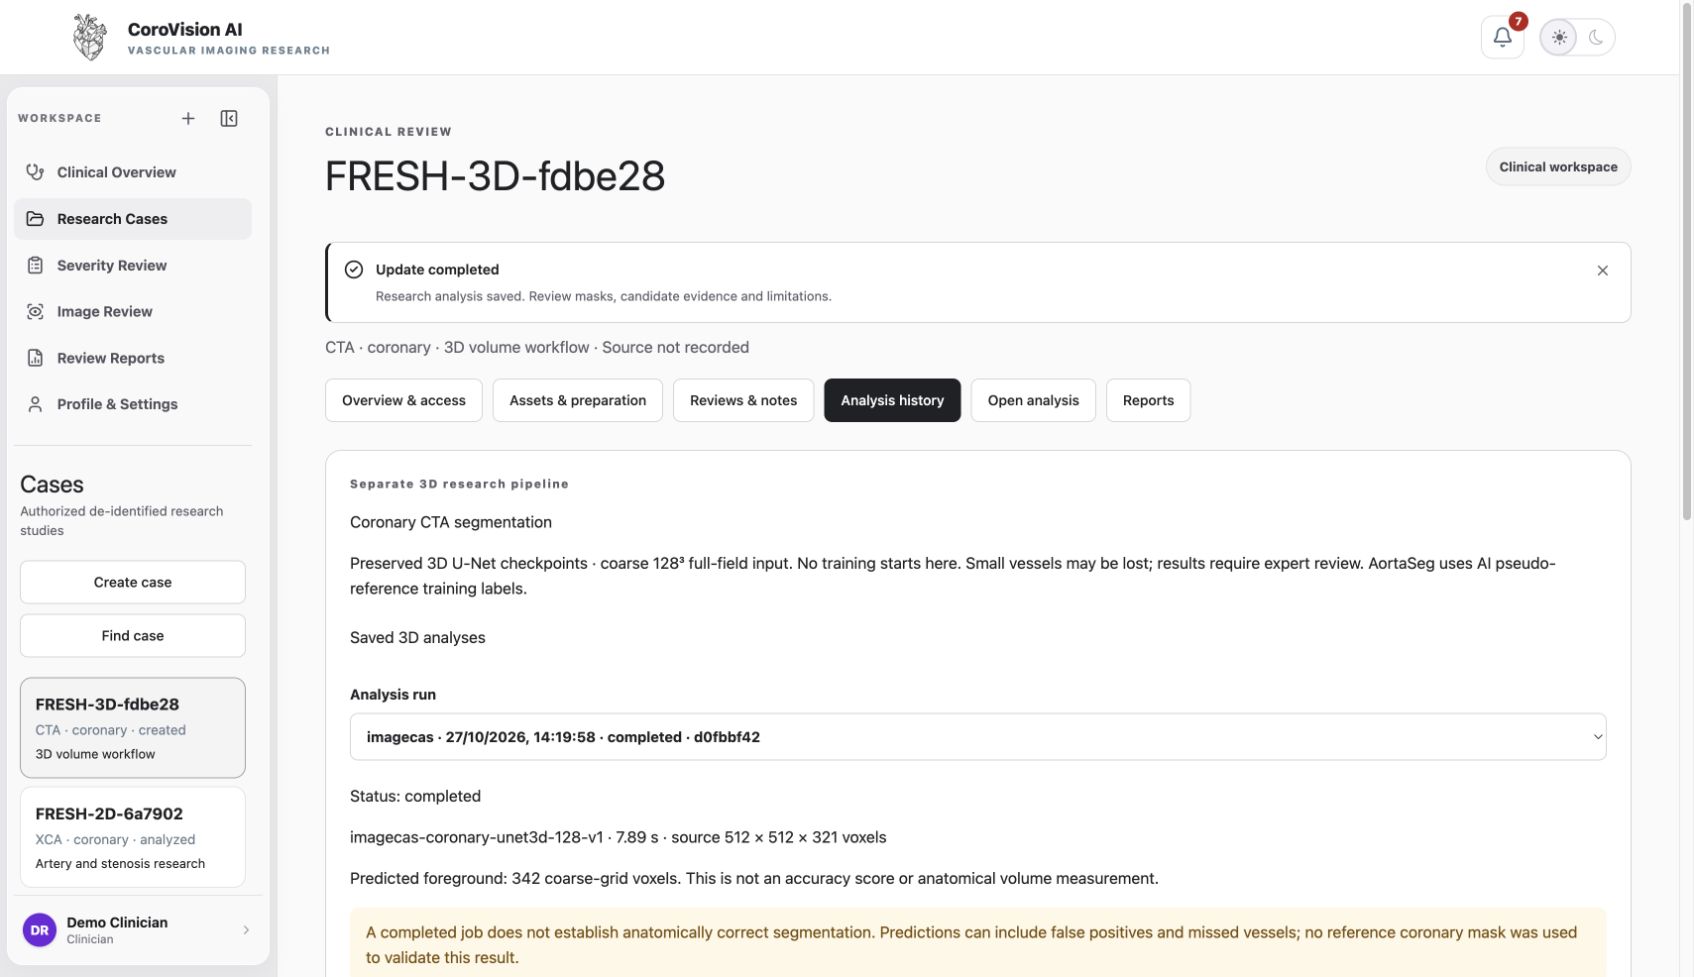 CoroVision AI
VASCULAR IMAGING RESEARCH
7
WORKSPACE
Clinical Overview
Research Cases
Severity Review
Image Review
Review Reports
Profile & Settings
Cases
Authorized de-identified research
studies
Create case
Find case
FRESH-3D-fdbe28
CTA · coronary · created
3D volume workflow
FRESH-2D-6a7902
XCA · coronary · analyzed
Artery and stenosis research
DR
Demo Clinician
Clinician
CLINICAL REVIEW
FRESH-3D-fdbe28
Clinical workspace
Update completed
Research analysis saved. Review masks, candidate evidence and limitations.
CTA · coronary · 3D volume workflow · Source not recorded
Overview & access
Assets & preparation
Reviews & notes
Analysis history
Open analysis
Reports
Separate 3D research pipeline
Coronary CTA segmentation
Preserved 3D U-Net checkpoints · coarse 128³ full-field input. No training starts here. Small vessels may be lost; results require expert review. AortaSeg uses AI pseudo-
reference training labels.
Saved 3D analyses
Analysis run
imagecas · 27/10/2026, 14:19:58 · completed · d0fbbf42
Status: completed
imagecas-coronary-unet3d-128-v1 · 7.89 s · source 512 × 512 × 321 voxels
Predicted foreground: 342 coarse-grid voxels. This is not an accuracy score or anatomical volume measurement.
A completed job does not establish anatomically correct segmentation. Predictions can include false positives and missed vessels; no reference coronary mask was used
to validate this result.